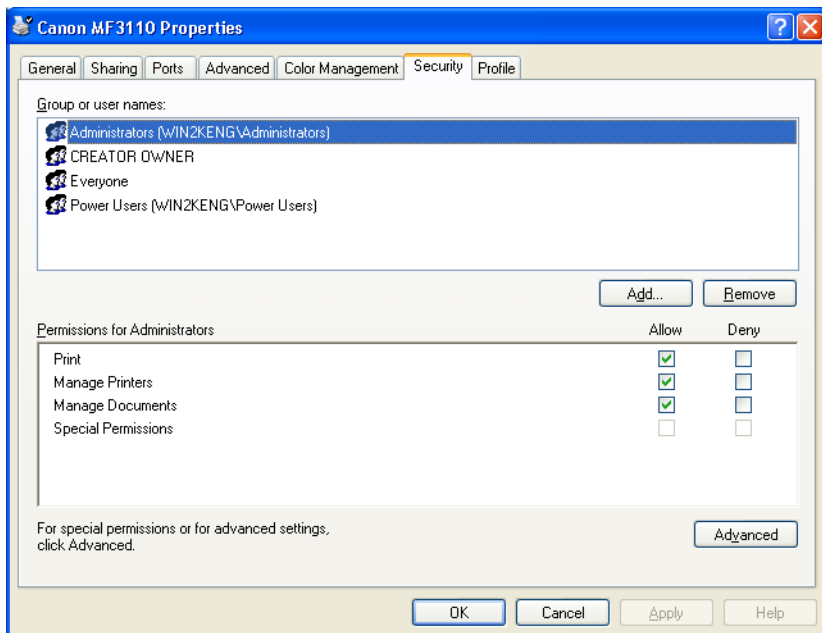 Canon MF3110 Properties
?
X
General Sharing Ports Advanced Color Management Security Profile
Group or user names:
Administrators (WIN2KENG\Administrators)
CREATOR OWNER
Everyone
Power Users (WIN2KENG\Power Users)
Add... Remove
Permissions for Administrators Allow Deny
Print
Manage Printers
Manage Documents
Special Permissions
For special permissions or for advanced settings,
click Advanced.
Advanced
OK Cancel Apply Help